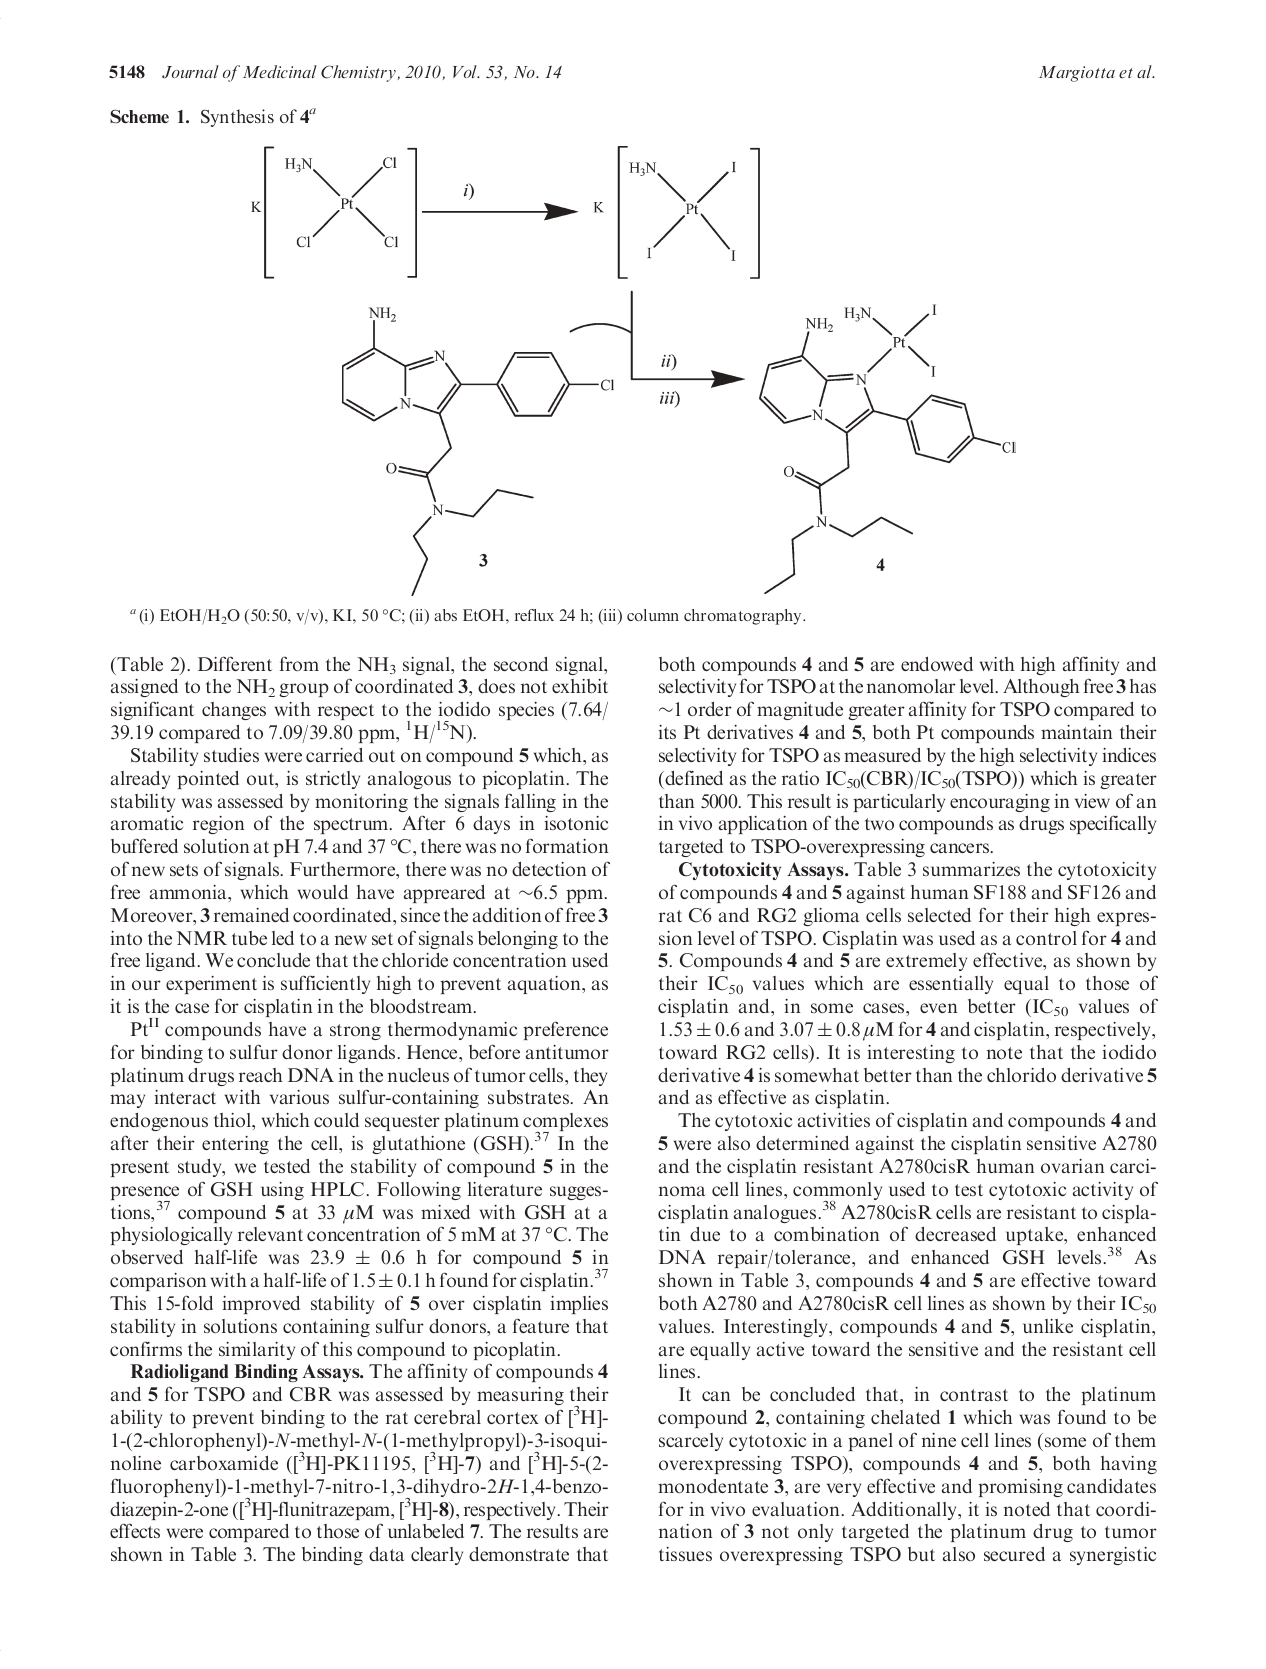 5148 Journal of Medicinal Chemistry, 2010, Vol. 53, No. 14 Margiotta et al.
Scheme 1. Synthesis of 4a
H3N Cl
K Pt
Cl Cl
i)
H3N I
K Pt
I I
NH2
N
N
Cl
O
N
3
ii)
iii)
NH2 H3N I
Pt
I
N
N
Cl
O
N
4
a (i) EtOH/H2O (50:50, v/v), KI, 50 °C; (ii) abs EtOH, reflux 24 h; (iii) column chromatography.
(Table 2). Different from the NH3 signal, the second signal,
assigned to the NH2 group of coordinated 3, does not exhibit
significant changes with respect to the iodido species (7.64/
39.19 compared to 7.09/39.80 ppm, 1H/15N).
Stability studies were carried out on compound 5 which, as
already pointed out, is strictly analogous to picoplatin. The
stability was assessed by monitoring the signals falling in the
aromatic region of the spectrum. After 6 days in isotonic
buffered solution at pH 7.4 and 37 °C, there was no formation
of new sets of signals. Furthermore, there was no detection of
free ammonia, which would have appreared at ∼6.5 ppm.
Moreover, 3 remained coordinated, since the addition of free 3
into the NMR tube led to a new set of signals belonging to the
free ligand. We conclude that the chloride concentration used
in our experiment is sufficiently high to prevent aquation, as
it is the case for cisplatin in the bloodstream.
PtII compounds have a strong thermodynamic preference
for binding to sulfur donor ligands. Hence, before antitumor
platinum drugs reach DNA in the nucleus of tumor cells, they
may interact with various sulfur-containing substrates. An
endogenous thiol, which could sequester platinum complexes
after their entering the cell, is glutathione (GSH).37 In the
present study, we tested the stability of compound 5 in the
presence of GSH using HPLC. Following literature sugges-
tions,37 compound 5 at 33 μM was mixed with GSH at a
physiologically relevant concentration of 5 mM at 37 °C. The
observed half-life was 23.9 ± 0.6 h for compound 5 in
comparison with a half-life of 1.5 ± 0.1 h found for cisplatin.37
This 15-fold improved stability of 5 over cisplatin implies
stability in solutions containing sulfur donors, a feature that
confirms the similarity of this compound to picoplatin.
Radioligand Binding Assays. The affinity of compounds 4
and 5 for TSPO and CBR was assessed by measuring their
ability to prevent binding to the rat cerebral cortex of [3H]-
1-(2-chlorophenyl)-N-methyl-N-(1-methylpropyl)-3-isoqui-
noline carboxamide ([3H]-PK11195, [3H]-7) and [3H]-5-(2-
fluorophenyl)-1-methyl-7-nitro-1,3-dihydro-2H-1,4-benzo-
diazepin-2-one ([3H]-flunitrazepam, [3H]-8), respectively. Their
effects were compared to those of unlabeled 7. The results are
shown in Table 3. The binding data clearly demonstrate that
both compounds 4 and 5 are endowed with high affinity and
selectivity for TSPO at the nanomolar level. Although free 3 has
∼1 order of magnitude greater affinity for TSPO compared to
its Pt derivatives 4 and 5, both Pt compounds maintain their
selectivity for TSPO as measured by the high selectivity indices
(defined as the ratio IC50(CBR)/IC50(TSPO)) which is greater
than 5000. This result is particularly encouraging in view of an
in vivo application of the two compounds as drugs specifically
targeted to TSPO-overexpressing cancers.
Cytotoxicity Assays. Table 3 summarizes the cytotoxicity
of compounds 4 and 5 against human SF188 and SF126 and
rat C6 and RG2 glioma cells selected for their high expres-
sion level of TSPO. Cisplatin was used as a control for 4 and
5. Compounds 4 and 5 are extremely effective, as shown by
their IC50 values which are essentially equal to those of
cisplatin and, in some cases, even better (IC50 values of
1.53 ± 0.6 and 3.07 ± 0.8 μM for 4 and cisplatin, respectively,
toward RG2 cells). It is interesting to note that the iodido
derivative 4 is somewhat better than the chlorido derivative 5
and as effective as cisplatin.
The cytotoxic activities of cisplatin and compounds 4 and
5 were also determined against the cisplatin sensitive A2780
and the cisplatin resistant A2780cisR human ovarian carci-
noma cell lines, commonly used to test cytotoxic activity of
cisplatin analogues.38 A2780cisR cells are resistant to cispla-
tin due to a combination of decreased uptake, enhanced
DNA repair/tolerance, and enhanced GSH levels.38 As
shown in Table 3, compounds 4 and 5 are effective toward
both A2780 and A2780cisR cell lines as shown by their IC50
values. Interestingly, compounds 4 and 5, unlike cisplatin,
are equally active toward the sensitive and the resistant cell
lines.
It can be concluded that, in contrast to the platinum
compound 2, containing chelated 1 which was found to be
scarcely cytotoxic in a panel of nine cell lines (some of them
overexpressing TSPO), compounds 4 and 5, both having
monodentate 3, are very effective and promising candidates
for in vivo evaluation. Additionally, it is noted that coordi-
nation of 3 not only targeted the platinum drug to tumor
tissues overexpressing TSPO but also secured a synergistic